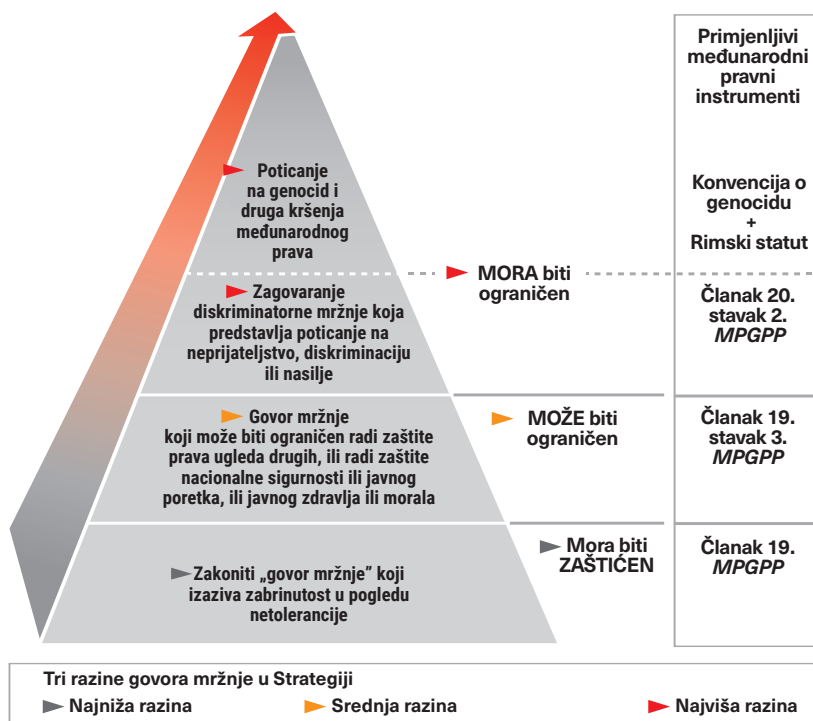 Primjenljivi
međunarodni
pravni
instrumenti
Poticanje
na genocid i
druga kršenja
međunarodnog
prava
Konvencija o
genocidu
+
Rimski statut
MORA biti
ograničen
Zagovaranje
diskriminatorne mržnje koja
predstavlja poticanje na
neprijateljstvo, diskriminaciju
ili nasilje
Članak 20.
stavak 2.
MPGPP
Govor mržnje
koji može biti ograničen radi zaštite
prava ugleda drugih, ili radi zaštite
nacionalne sigurnosti ili javnog
poretka, ili javnog zdravlja ili morala
MOŽE biti
ograničen
Članak 19.
stavak 3.
MPGPP
Zakoniti „govor mržnje” koji
izaziva zabrinutost u pogledu
netolerancije
Mora biti
ZAŠTIĆEN
Članak 19.
MPGPP
Tri razine govora mržnje u Strategiji
Najniža razina
Srednja razina
Najviša razina